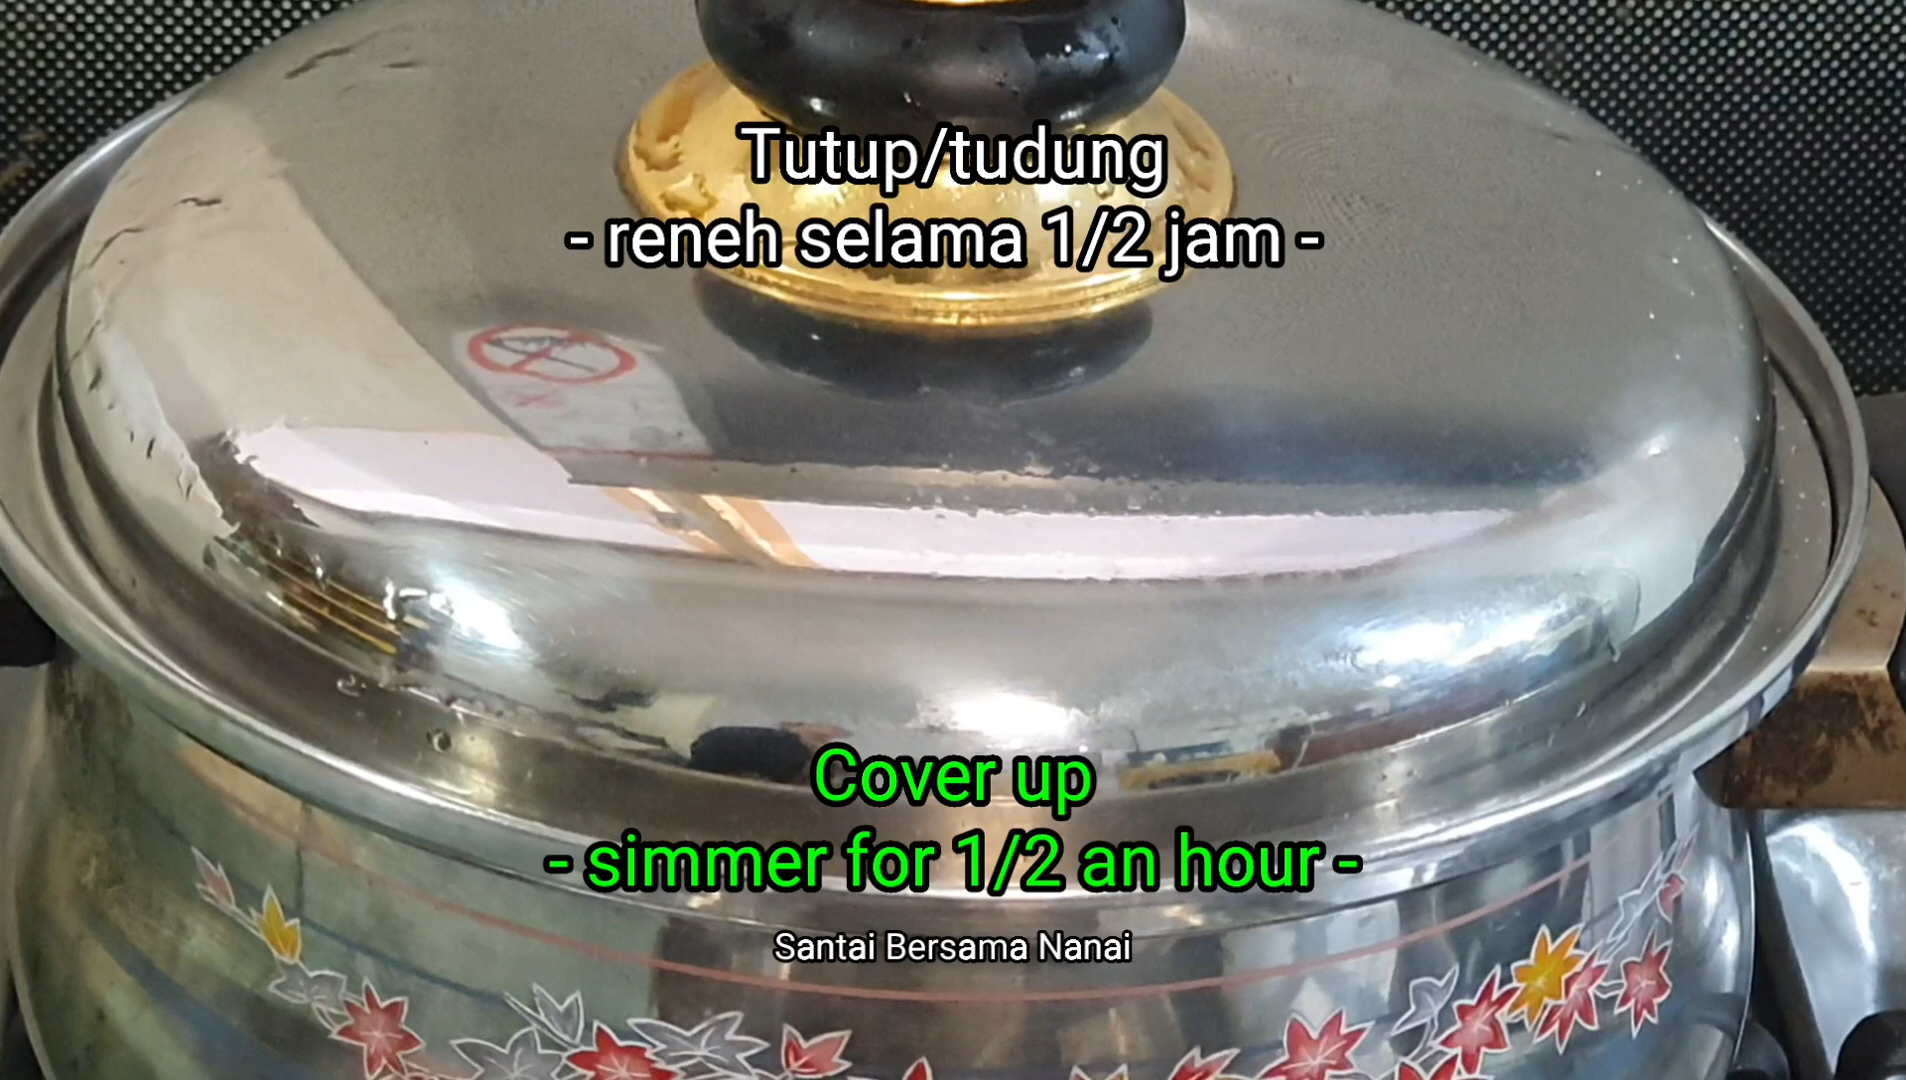 Tutup/tudung
- reneh selama 1/2 jam -
Cover up
- simmer for 1/2 an hour -
Santai Bersama Nanai